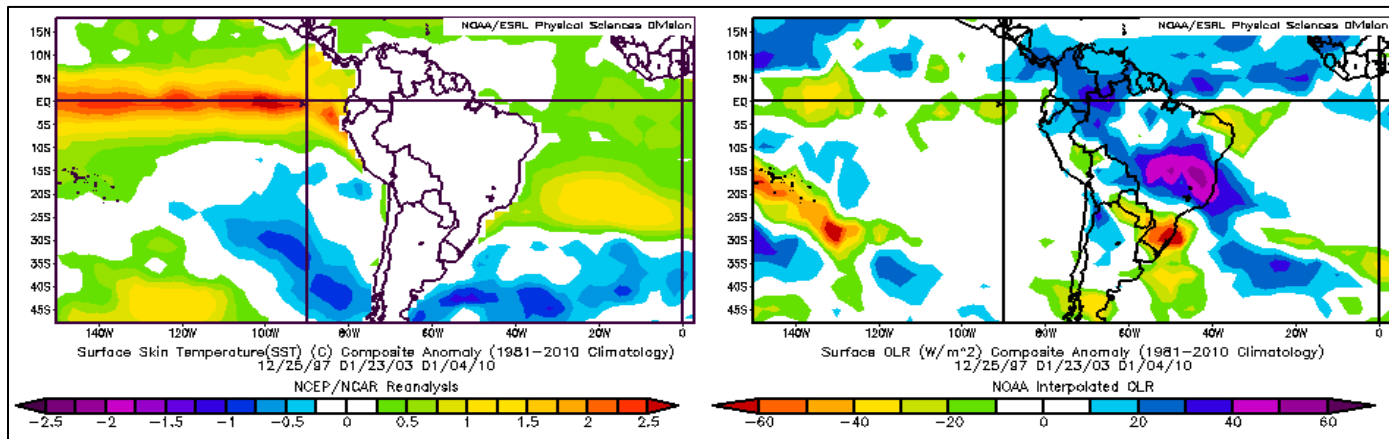 NOAA/ESRL Physical Sciences Division
15N
10N
5N
EQ
5S
10S
15S
20S
25S
30S
35S
40S
45S
140W 120W 100W 80W 60W 40W 20W 0
Surface Skin Temperature(SST) (C) Composite Anomaly (1981-2010 Climatology)
12/25/97 D1/23/03 D1/04/10
NCEP/NCAR Reanalysis
-2.5 -2 -1.5 -1 -0.5 0 0.5 1 1.5 2 2.5
NOAA/ESRL Physical Sciences Division
15N
10N
5N
EQ
5S
10S
15S
20S
25S
30S
35S
40S
45S
140W 120W 100W 80W 60W 40W 20W 0
Surface OLR (W/m^2) Composite Anomaly (1981-2010 Climatology)
12/25/97 D1/23/03 D1/04/10
NOAA Interpolated OLR
-60 -40 -20 0 20 40 60